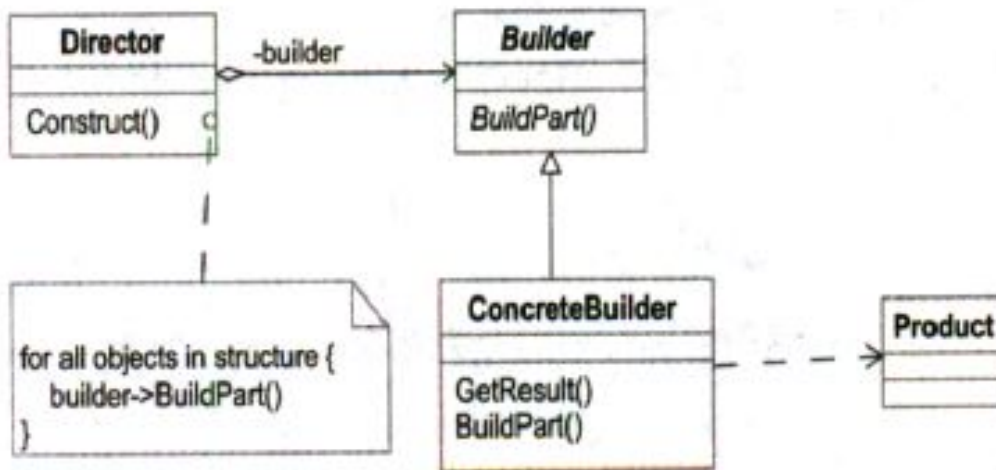 Director
-builder
Builder
Construct()
BuildPart()
for all objects in structure {
builder->BuildPart()
}
ConcreteBuilder
GetResult()
BuildPart()
Product